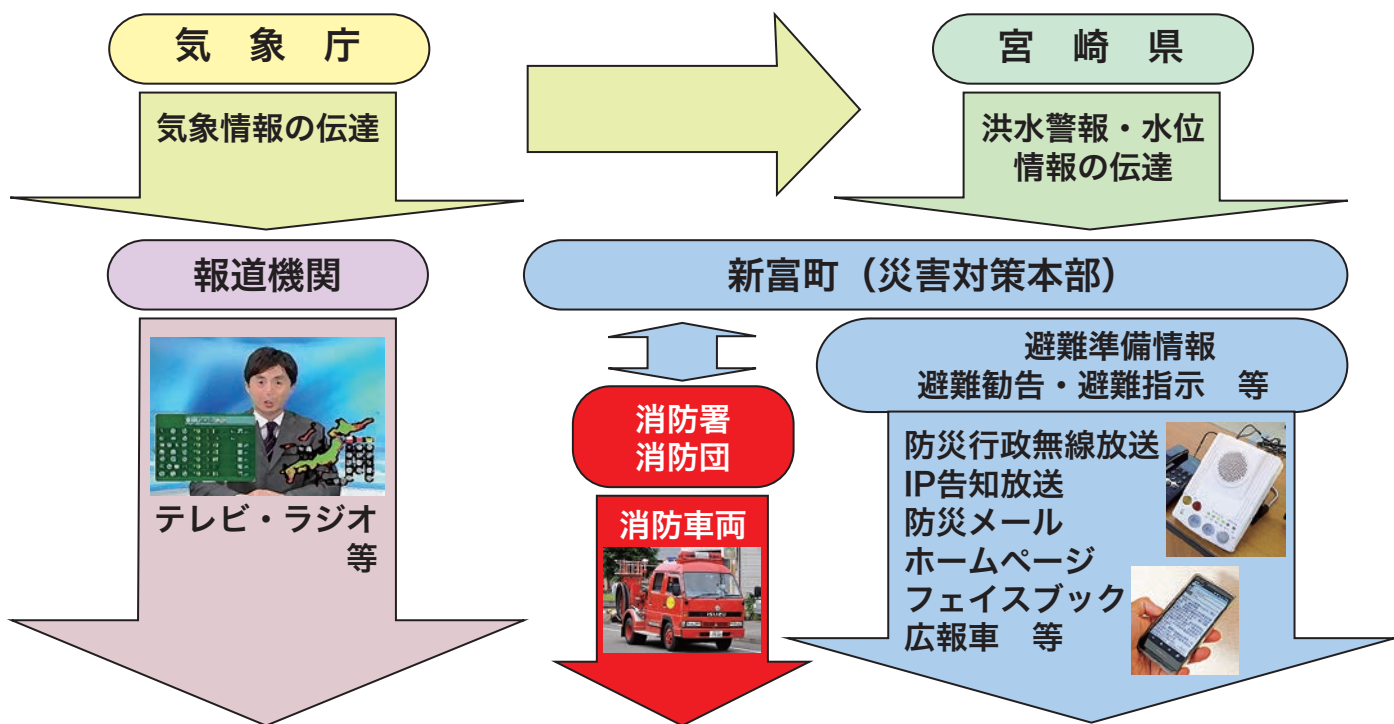 気　象　庁
宮　崎　県
気象情報の伝達
洪水警報・水位
情報の伝達
報道機関
新富町（災害対策本部）
避難準備情報
避難勧告・避難指示　等
消防署
消防団
テレビ・ラジオ
等
消防車両
防災行政無線放送
IP告知放送
防災メール
ホームページ
フェイスブック
広報車　等